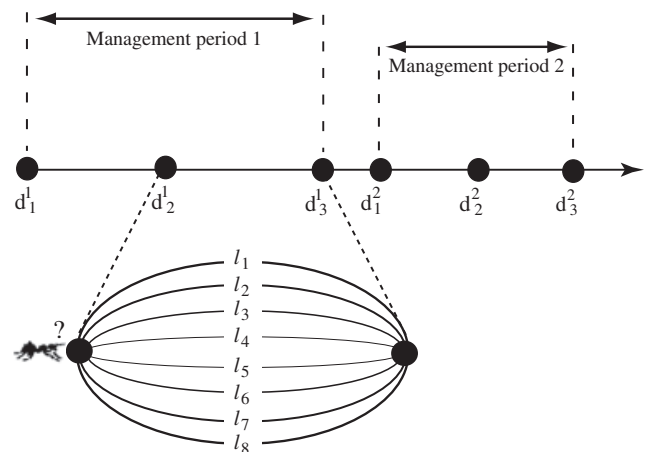 Management period 1
Management period 2
d¹₁ d¹₂ d¹₃ d²₁ d²₂ d²₃
l₁
l₂
l₃
?
l₄
l₅
l₆
l₇
l₈